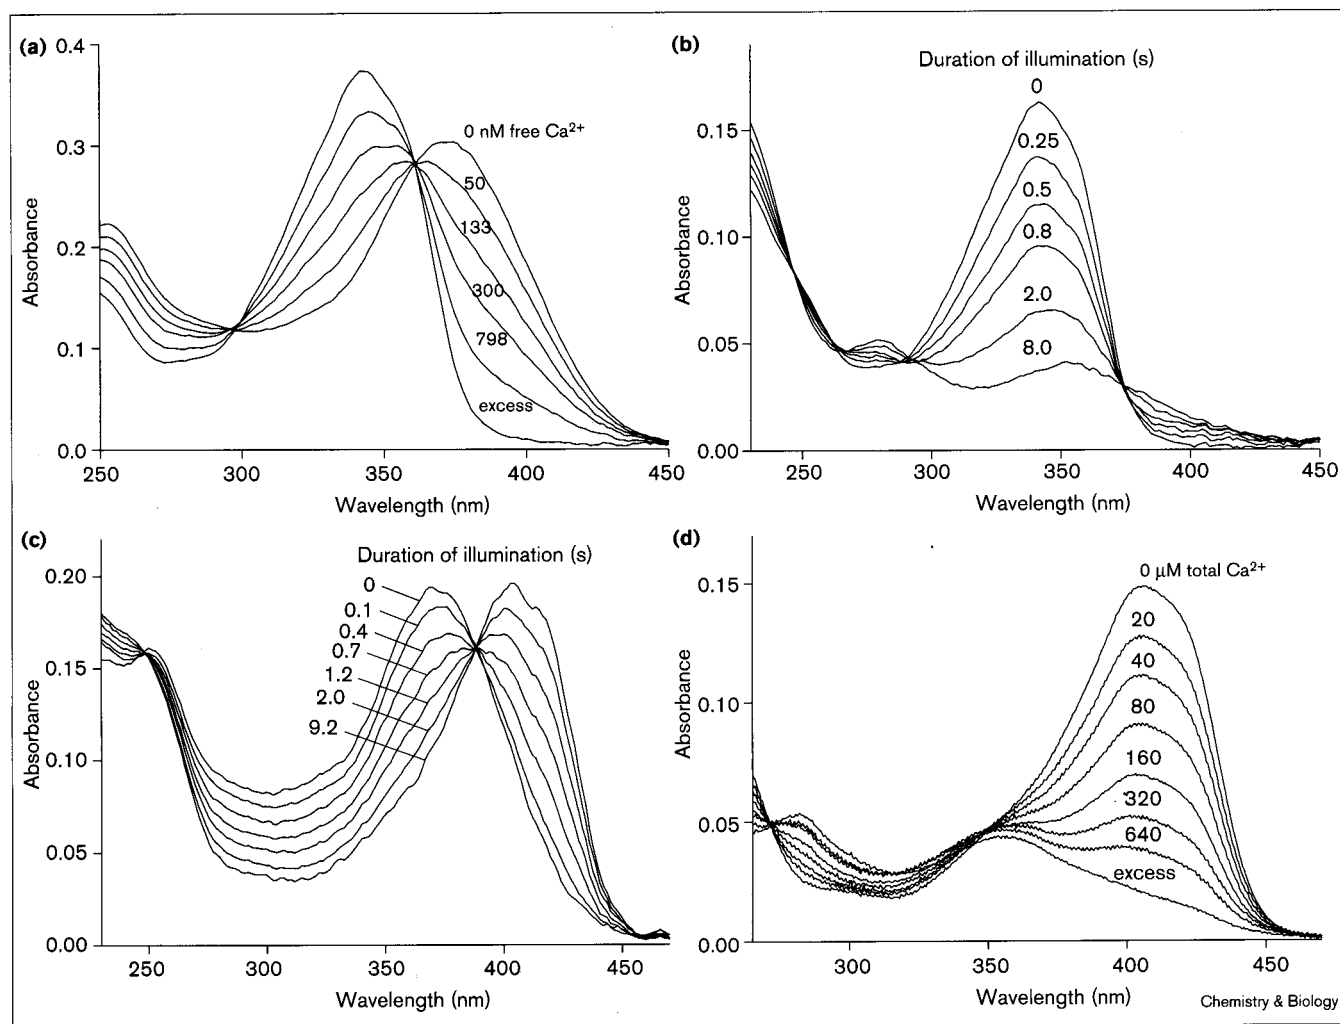 (a)
0.4
0.3
0.2
0.1
0.0
Absorbance
0 nM free Ca²⁺
50
133
300
798
excess
250 300 350 400 450
Wavelength (nm)
(b)
Duration of illumination (s)
0
0.25
0.5
0.8
2.0
8.0
0.15
0.10
0.05
0.00
Absorbance
250 300 350 400 450
Wavelength (nm)
(c)
Duration of illumination (s)
0
0.1
0.4
0.7
1.2
2.0
9.2
0.20
0.15
0.10
0.05
0.00
Absorbance
250 300 350 400 450
Wavelength (nm)
(d)
0 µM total Ca²⁺
20
40
80
160
320
640
excess
0.15
0.10
0.05
0.00
Absorbance
300 350 400 450
Wavelength (nm)
Chemistry & Biology